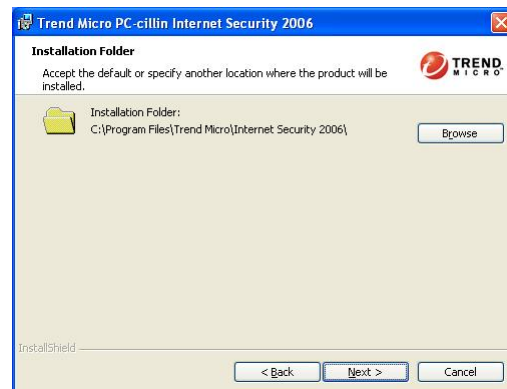 Trend Micro PC-cillin Internet Security 2006
Installation Folder
Accept the default or specify another location where the product will be
installed.
TREND
MICRO
Installation Folder:
C:\Program Files\Trend Micro\Internet Security 2006\
Browse
InstallShield
< Back
Next >
Cancel